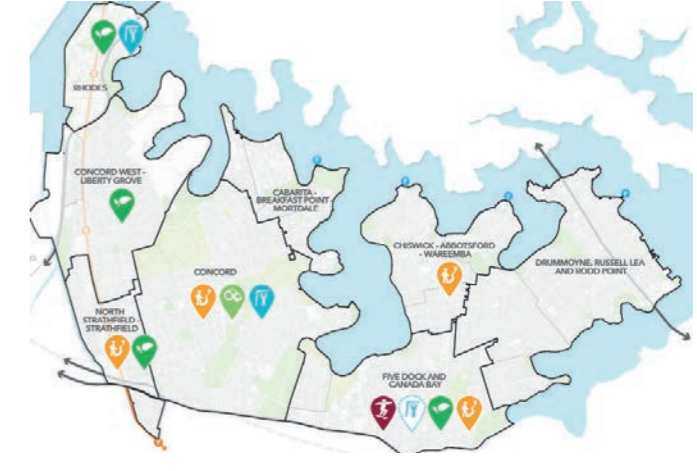 RHODES
CONCORD WEST -
LIBERTY GROVE
CABARITA -
BREAKFAST POINT -
MORTDALE
CHISWICK - ABBOTSFORD
- WAREEMBA
DRUMMOYNE, RUSSELL LEA
AND RODD POINT
CONCORD
NORTH
STRATHFIELD -
STRATHFIELD
FIVE DOCK AND
CANADA BAY